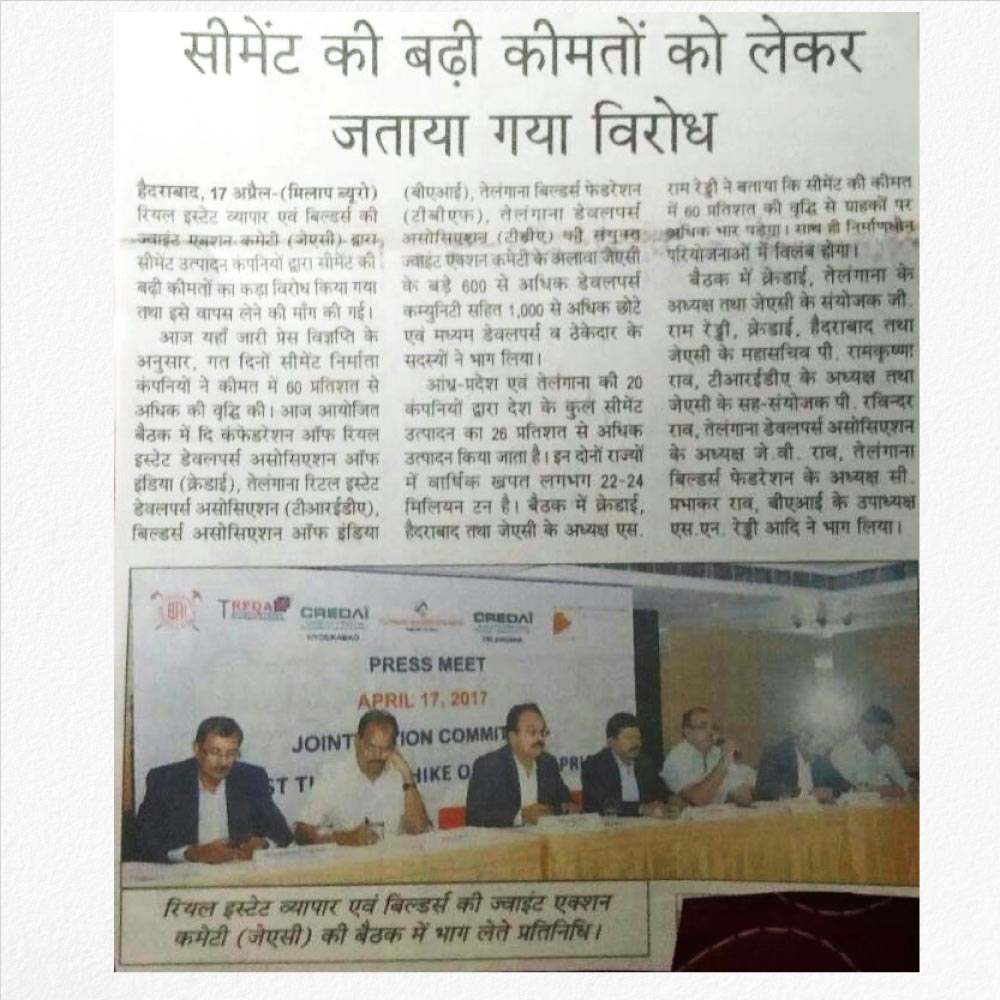 सीमेंट की बढ़ी कीमतों को लेकर
जताया गया विरोध
हैदराबाद, 17 अप्रैल-(मिलाप ब्यूरो)
रियल इस्टेट व्यापार एवं बिल्डर्स की
ज्वाइंट एक्शन कमेटी (जेएसी) द्वारा
सीमेंट उत्पादन कंपनियों द्वारा सीमेंट की
बढ़ी कीमतों का कड़ा विरोध किया गया
तथा इसे वापस लेने की माँग की गई।
आज यहाँ जारी प्रेस विज्ञप्ति के
अनुसार, गत दिनों सीमेंट निर्माता
कंपनियों ने कीमत में 60 प्रतिशत से
अधिक की वृद्धि की। आज आयोजित
बैठक में दि कंफेडरेशन ऑफ रियल
इस्टेट डेवलपर्स असोसिएशन ऑफ
इंडिया (क्रेडाई), तेलंगाना रिटल इस्टेट
डेवलपर्स असोसिएशन (टीआरईडीए),
बिल्डर्स असोसिएशन ऑफ इंडिया
(बीएआई), तेलंगाना बिल्डर्स फेडरेशन
(टीबीएफ), तेलंगाना डेवलपर्स
असोसिएशन (टीडीए) की संयुक्त
ज्वाइंट एक्शन कमेटी के अलावा जेएसी
के बड़े 600 से अधिक डेवलपर्स
कम्युनिटी सहित 1,000 से अधिक छोटे
एवं मध्यम डेवलपर्स व ठेकेदार के
सदस्यों ने भाग लिया।
आंध्र-प्रदेश एवं तेलंगाना की 20
कंपनियों द्वारा देश के कुल सीमेंट
उत्पादन का 26 प्रतिशत से अधिक
उत्पादन किया जाता है। इन दोनों राज्यों
में वार्षिक खपत लगभग 22-24
मिलियन टन है। बैठक में क्रेडाई,
हैदराबाद तथा जेएसी के अध्यक्ष एस.
राम रेड्डी ने बताया कि सीमेंट की कीमत
में 60 प्रतिशत की वृद्धि से ग्राहकों पर
अधिक भार पड़ेगा। साथ ही निर्माणधीन
परियोजनाओं में विलंब होगा।
बैठक में क्रेडाई, तेलंगाना के
अध्यक्ष तथा जेएसी के संयोजक जी.
राम रेड्डी, क्रेडाई, हैदराबाद तथा
जेएसी के महासचिव पी. रामकृष्णा
राव, टीआरईडीए के अध्यक्ष तथा
जेएसी के सह-संयोजक पी. रविन्दर
राव, तेलंगाना डेवलपर्स असोसिएशन
के अध्यक्ष जे.वी. राव, तेलंगाना
बिल्डर्स फेडरेशन के अध्यक्ष सी.
प्रभाकर राव, बीएआई के उपाध्यक्ष
एस.एन. रेड्डी आदि ने भाग लिया।
BAI TREDA CREDAI CREDAI
HYDERABAD TELANGANA
PRESS MEET
APRIL 17, 2017
JOINT ION COMMIT
ST T HIKE O PRI
रियल इस्टेट व्यापार एवं बिल्डर्स की ज्वाइंट एक्शन
कमेटी (जेएसी) की बैठक में भाग लेते प्रतिनिधि।